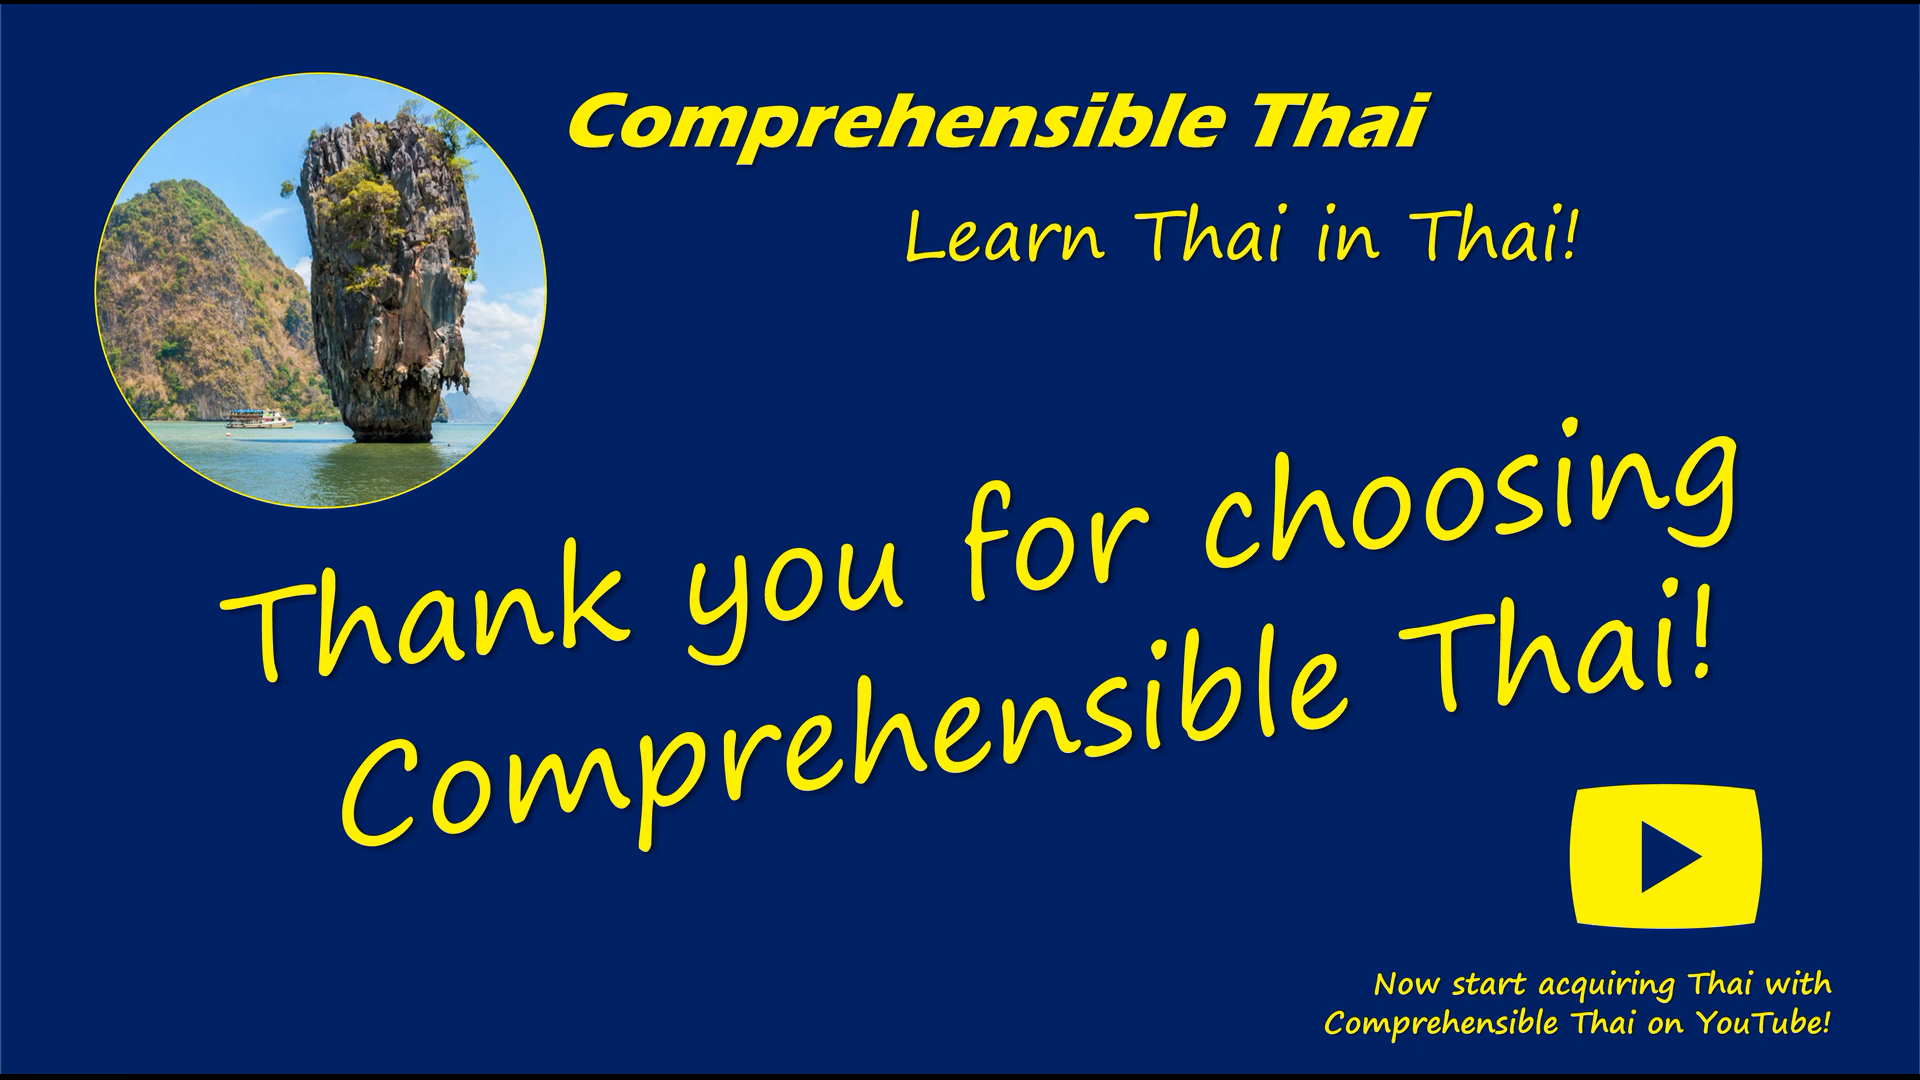 Comprehensible Thai
Learn Thai in Thai!
Thank you for choosing
Comprehensible Thai!
Now start acquiring Thai with
Comprehensible Thai on YouTube!